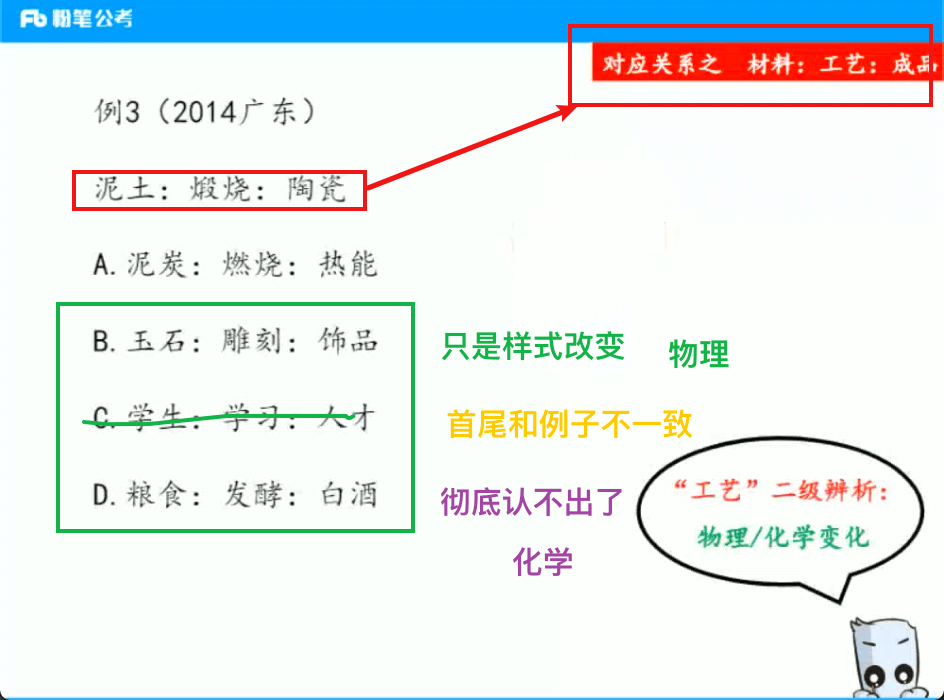 Fb 粉笔公考
对应关系之 材料：工艺：成品
例3（2014广东）
泥土：煅烧：陶瓷
A.泥炭：燃烧：热能
B.玉石：雕刻：饰品
只是样式改变 物理
C.学生：学习：人才
首尾和例子不一致
D.粮食：发酵：白酒
彻底认不出了
化学
“工艺”二级辨析：
物理/化学变化